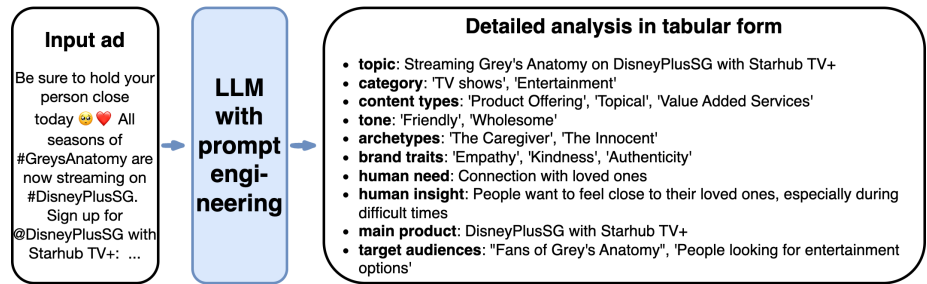 Input ad
Be sure to hold your
person close
today 🥺❤️ All
seasons of
#GreysAnatomy are
now streaming on
#DisneyPlusSG.
Sign up for
@DisneyPlusSG with
Starhub TV+: ...
LLM
with
prompt
engi-
neering
Detailed analysis in tabular form
• topic: Streaming Grey's Anatomy on DisneyPlusSG with Starhub TV+
• category: 'TV shows', 'Entertainment'
• content types: 'Product Offering', 'Topical', 'Value Added Services'
• tone: 'Friendly', 'Wholesome'
• archetypes: 'The Caregiver', 'The Innocent'
• brand traits: 'Empathy', 'Kindness', 'Authenticity'
• human need: Connection with loved ones
• human insight: People want to feel close to their loved ones, especially during
difficult times
• main product: DisneyPlusSG with Starhub TV+
• target audiences: "Fans of Grey's Anatomy", 'People looking for entertainment
options'